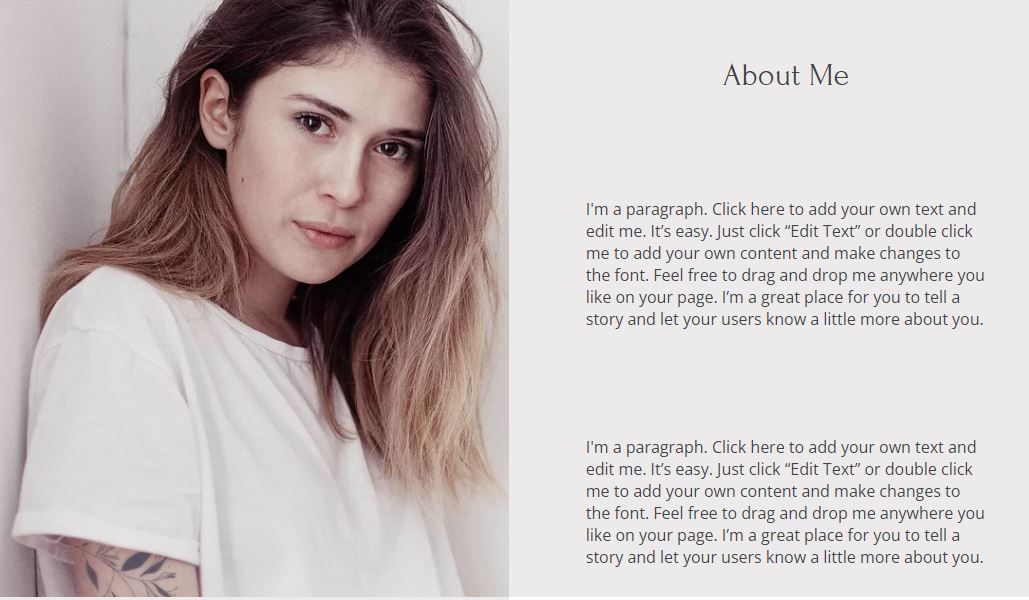 About Me
I'm a paragraph. Click here to add your own text and
edit me. It’s easy. Just click “Edit Text” or double click
me to add your own content and make changes to
the font. Feel free to drag and drop me anywhere you
like on your page. I’m a great place for you to tell a
story and let your users know a little more about you.
I'm a paragraph. Click here to add your own text and
edit me. It’s easy. Just click “Edit Text” or double click
me to add your own content and make changes to
the font. Feel free to drag and drop me anywhere you
like on your page. I’m a great place for you to tell a
story and let your users know a little more about you.